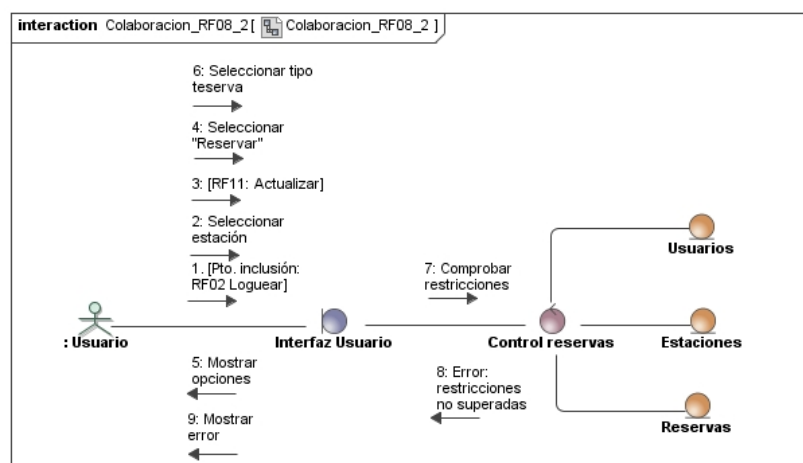 interaction Colaboracion_RF08_2[ Colaboracion_RF08_2 ]
6: Seleccionar tipo
teserva
4: Seleccionar
"Reservar"
3: [RF11: Actualizar]
2: Seleccionar
estación
1. [Pto. inclusión:
RF02 Loguear]
7: Comprobar
restricciones
Usuarios
: Usuario
Interfaz Usuario
Control reservas
Estaciones
5: Mostrar
opciones
8: Error:
restricciones
no superadas
9: Mostrar
error
Reservas